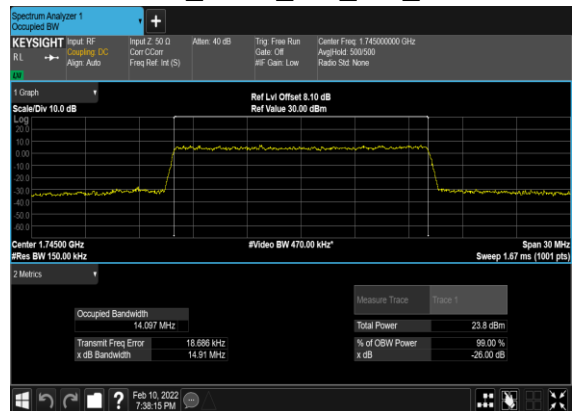 Spectrum Analyzer 1
Occupied BW
+
KEYSIGHT Input: RF Input Z: 50 Ω Atten: 40 dB Trig: Free Run Center Freq: 1.745000000 GHz
RL Coupling: DC Corr CCorr Gate: Off Avg|Hold: 500/500
Align: Auto Freq Ref: Int (S) #IF Gain: Low Radio Std: None
1 Graph
Ref Lvl Offset 8.10 dB
Scale/Div 10.0 dB Ref Value 30.00 dBm
Log
20.0
10.0
0.00
-10.0
-20.0
-30.0
-40.0
-50.0
-60.0
Center 1.74500 GHz #Video BW 470.00 kHz* Span 30 MHz
#Res BW 150.00 kHz Sweep 1.67 ms (1001 pts)
2 Metrics
Measure Trace Trace 1
Occupied Bandwidth
14.097 MHz Total Power 23.8 dBm
Transmit Freq Error 18.686 kHz % of OBW Power 99.00 %
x dB Bandwidth 14.91 MHz x dB -26.00 dB
? Feb 10, 2022
7:38:15 PM